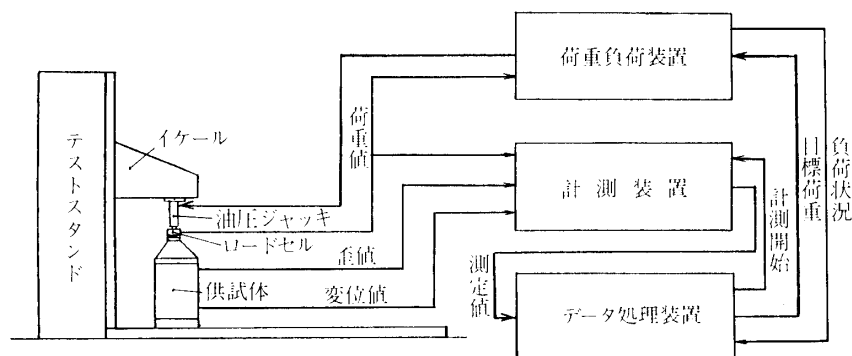 テストスタンド
イケール
油圧ジャッキ
ロードセル
供試体
荷重値
歪値
変位値
荷重負荷装置
計測装置
測定値
データ処理装置
計測開始
目標荷重
負荷状況